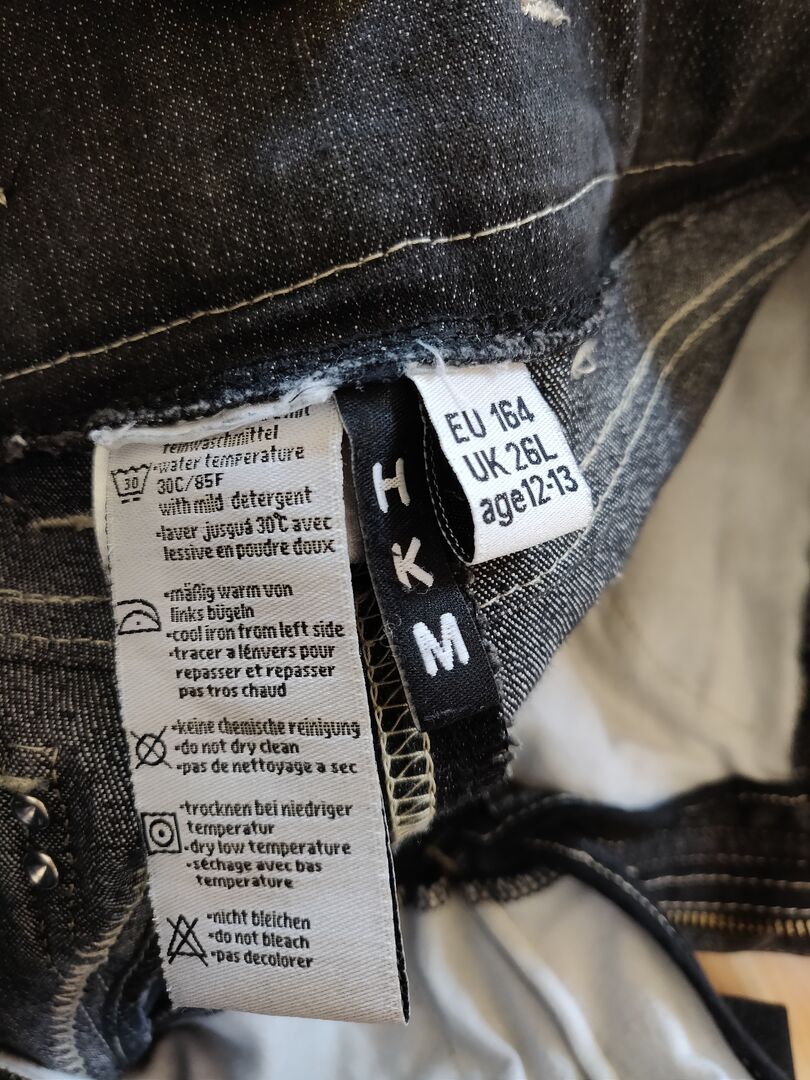 feinwaschmittel
-water temperature
30
30C/85F
with mild detergent
-laver jusguá 30℃ avec
lessive en poudre doux
-mäßig warm von
links bügeln
-cool iron from left side
-tracer a lénvers pour
repasser et repasser
pas tros chaud
-keine chemische reinigung
-do not dry clean
-pas de nettoyage a sec
-trocknen bei niedriger
temperatur
-dry low temperature
-séchage avec bas
temperature
-nicht bleichen
-do not bleach
-pas decolorer
H
K
M
EU 164
UK 26L
age12-13